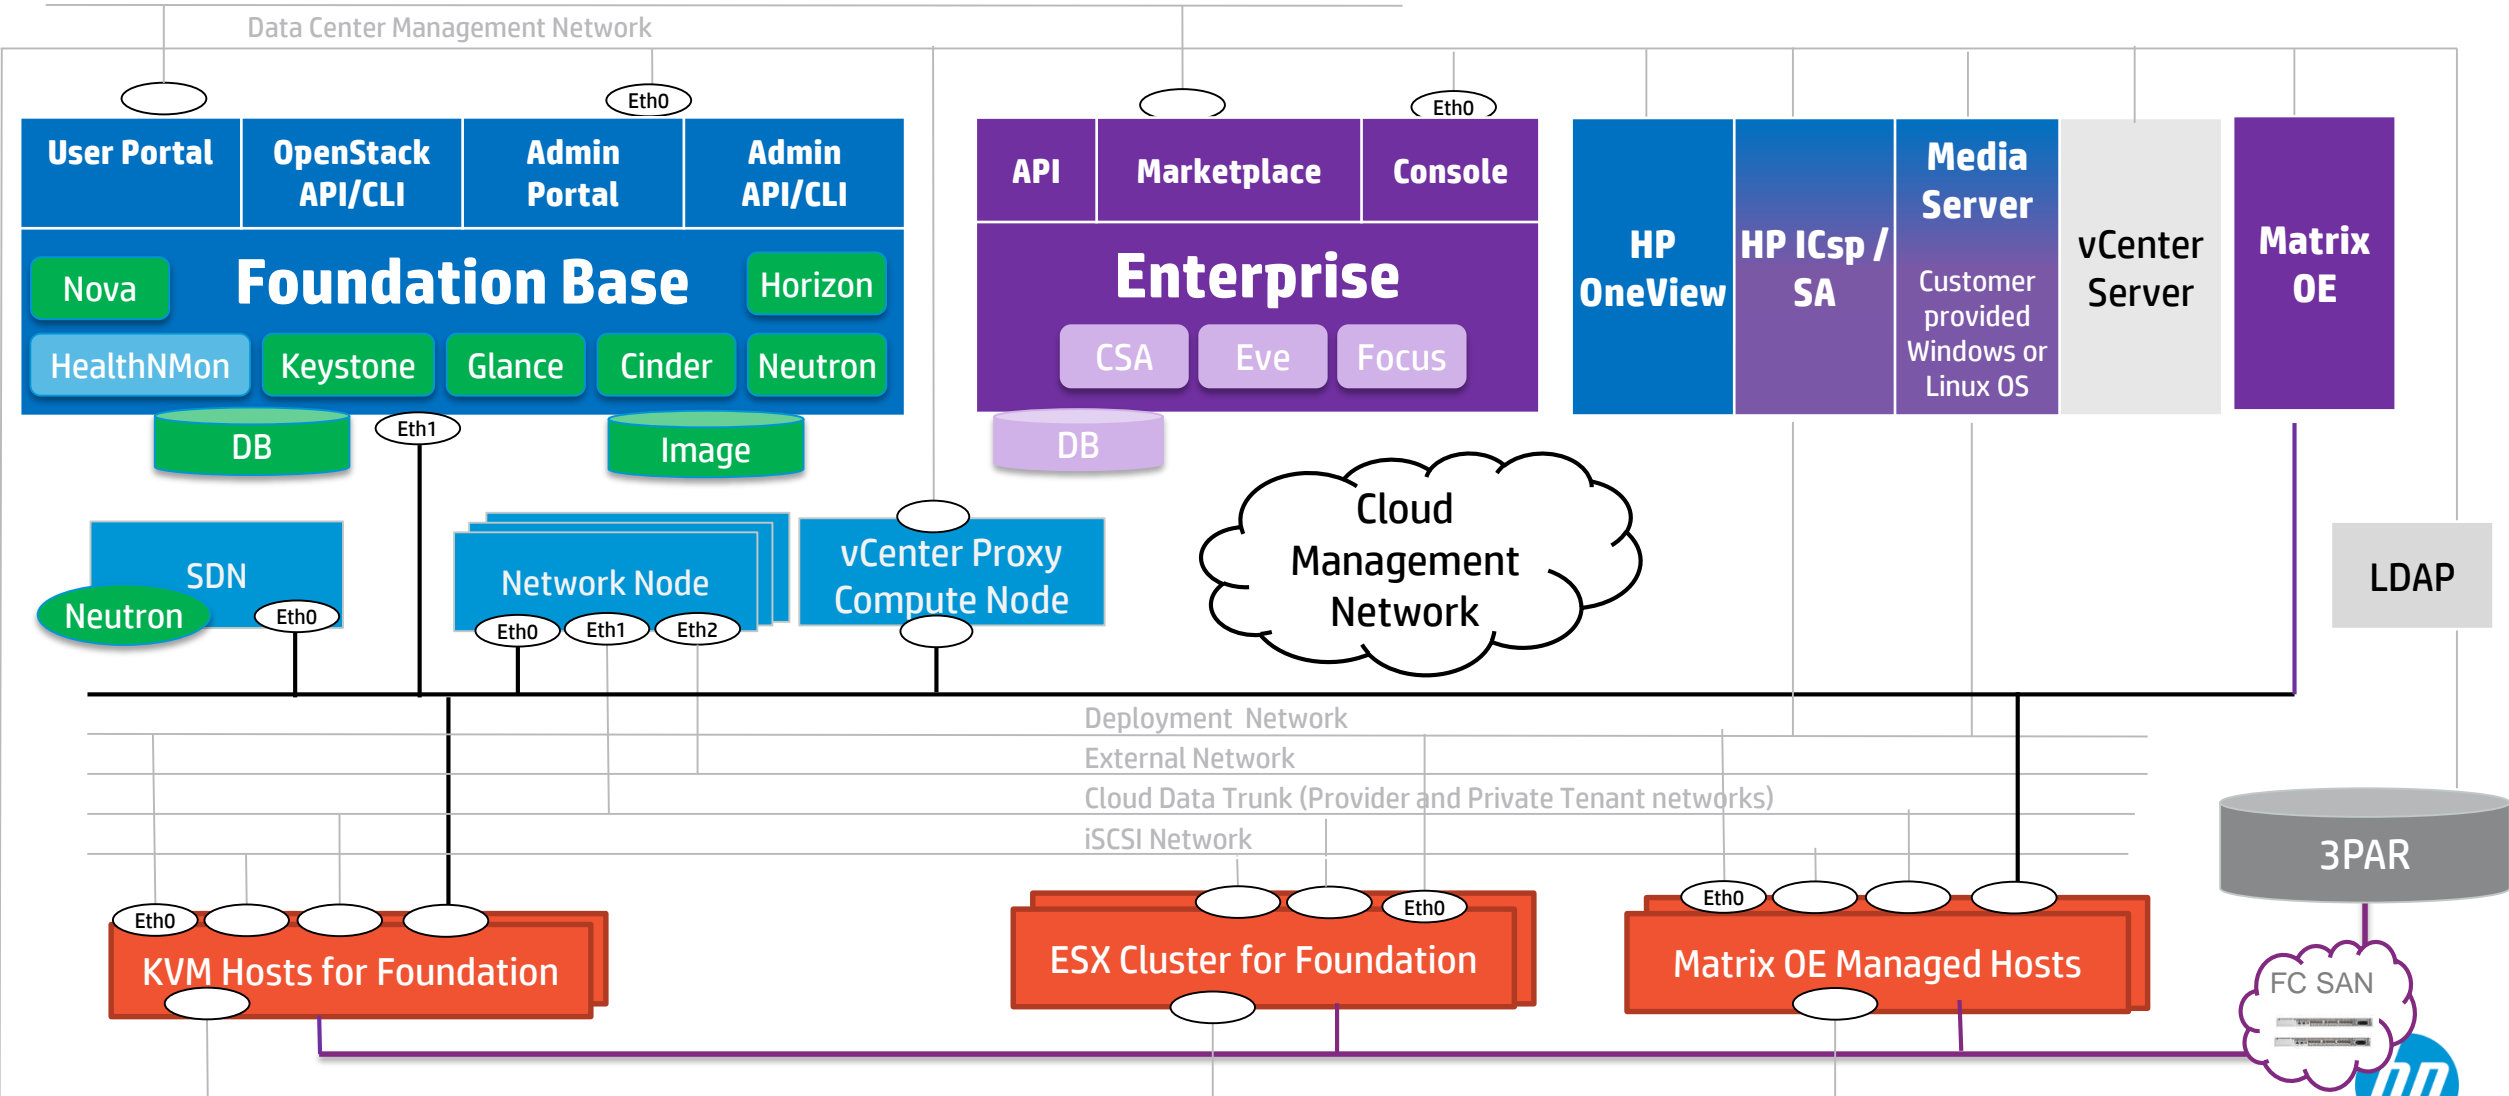 Data Center Management Network
Eth0
Eth0
User Portal
OpenStack
API/CLI
Admin
Portal
Admin
API/CLI
API
Marketplace
Console
Foundation Base
Nova
Horizon
HealthNMon
Keystone
Glance
Cinder
Neutron
DB
Eth1
Image
Enterprise
CSA
Eve
Focus
DB
HP
OneView
HP ICsp /
SA
Media
Server
Customer
provided
Windows or
Linux OS
vCenter
Server
Matrix
OE
SDN
Neutron
Eth0
Network Node
Eth0
Eth1
Eth2
vCenter Proxy
Compute Node
Cloud
Management
Network
LDAP
Deployment Network
External Network
Cloud Data Trunk (Provider and Private Tenant networks)
iSCSI Network
3PAR
Eth0
KVM Hosts for Foundation
Eth0
ESX Cluster for Foundation
Eth0
Matrix OE Managed Hosts
FC SAN